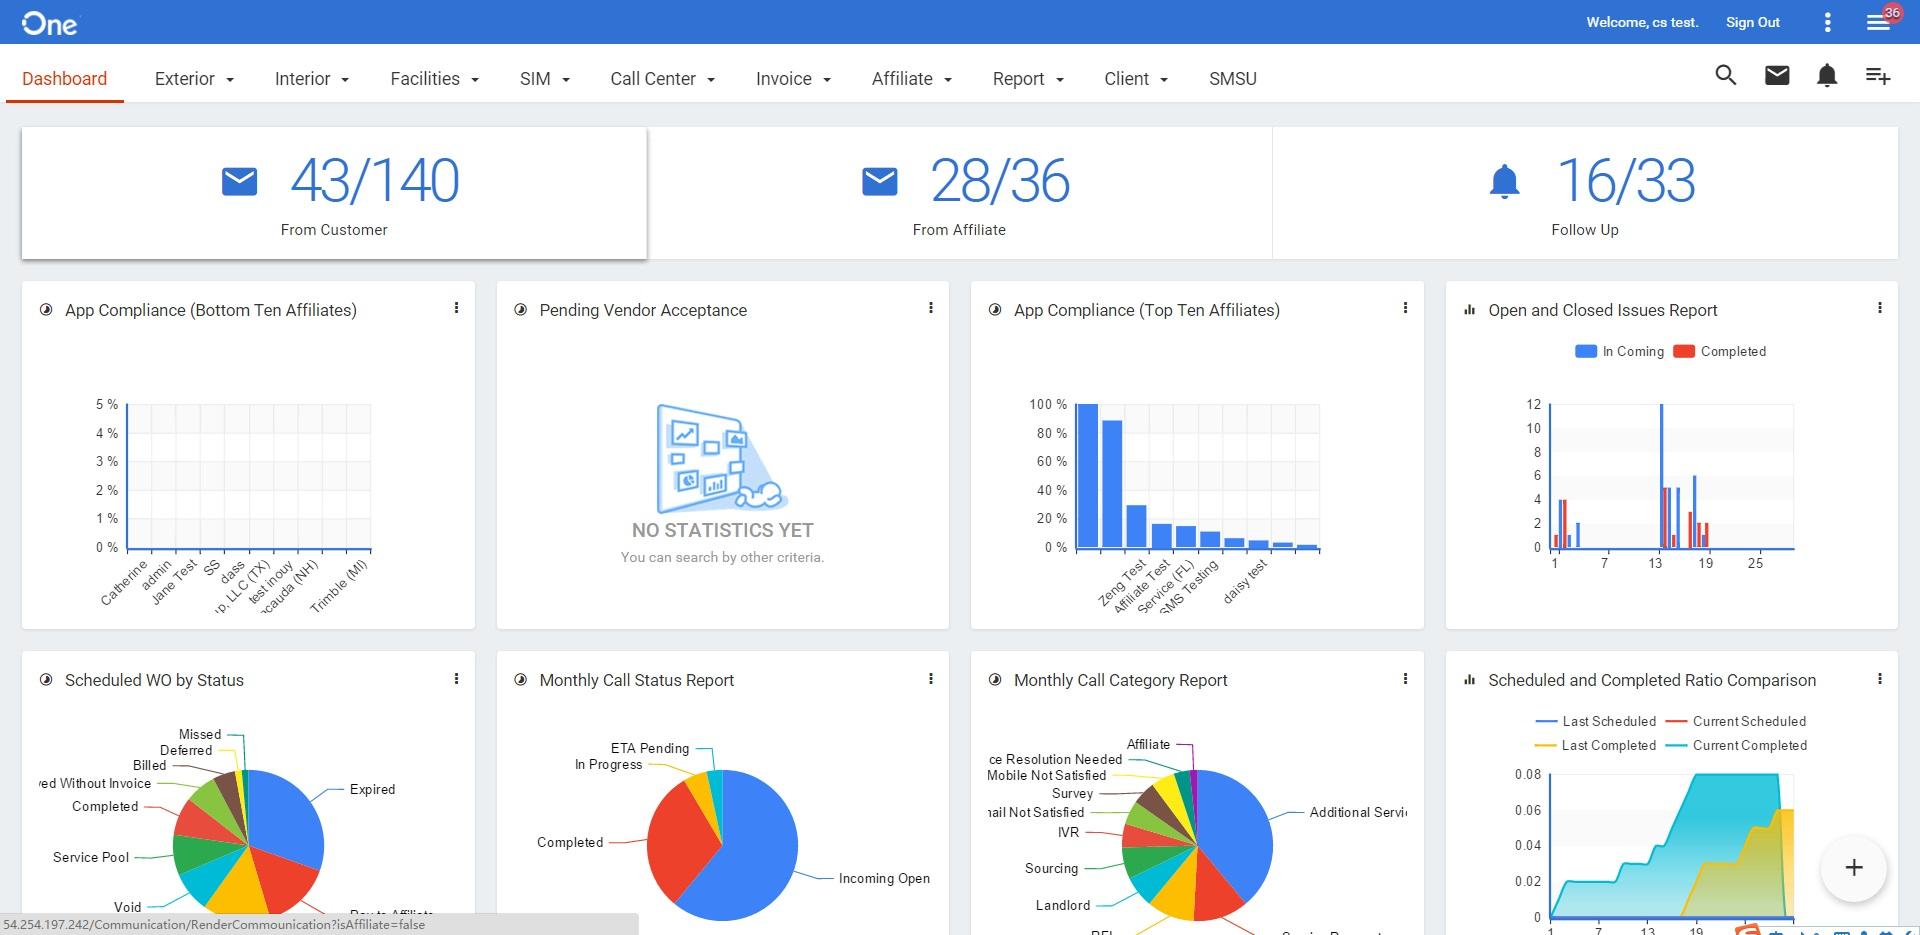 One
Welcome, cs test.
Sign Out
36
Dashboard
Exterior
Interior
Facilities
SIM
Call Center
Invoice
Affiliate
Report
Client
SMSU
43/140
From Customer
28/36
From Affiliate
16/33
Follow Up
App Compliance (Bottom Ten Affiliates)
5 %
4 %
3 %
2 %
1 %
0 %
Catherine
admin
Jane Test
SS
dass
ip, LLC (TX)
test inouy
cauda (NH)
Trimble (MI)
Pending Vendor Acceptance
NO STATISTICS YET
You can search by other criteria.
App Compliance (Top Ten Affiliates)
100 %
80 %
60 %
40 %
20 %
0 %
Zeng Test
Affiliate Test
Service (FL)
SMS Testing
daisy test
Open and Closed Issues Report
In Coming
Completed
12
10
8
6
4
2
0
1
7
13
19
25
Scheduled WO by Status
Missed
Deferred
Billed
ved Without Invoice
Completed
Service Pool
Void
Expired
Monthly Call Status Report
ETA Pending
In Progress
Completed
Incoming Open
Monthly Call Category Report
Affiliate
ce Resolution Needed
Mobile Not Satisfied
Survey
nail Not Satisfied
IVR
Sourcing
Landlord
Additional Servi
Scheduled and Completed Ratio Comparison
Last Scheduled
Current Scheduled
Last Completed
Current Completed
0.08
0.06
0.04
0.02
0
1
7
13
19
54.254.197.242/Communication/RenderCommounication?isAffiliate=false